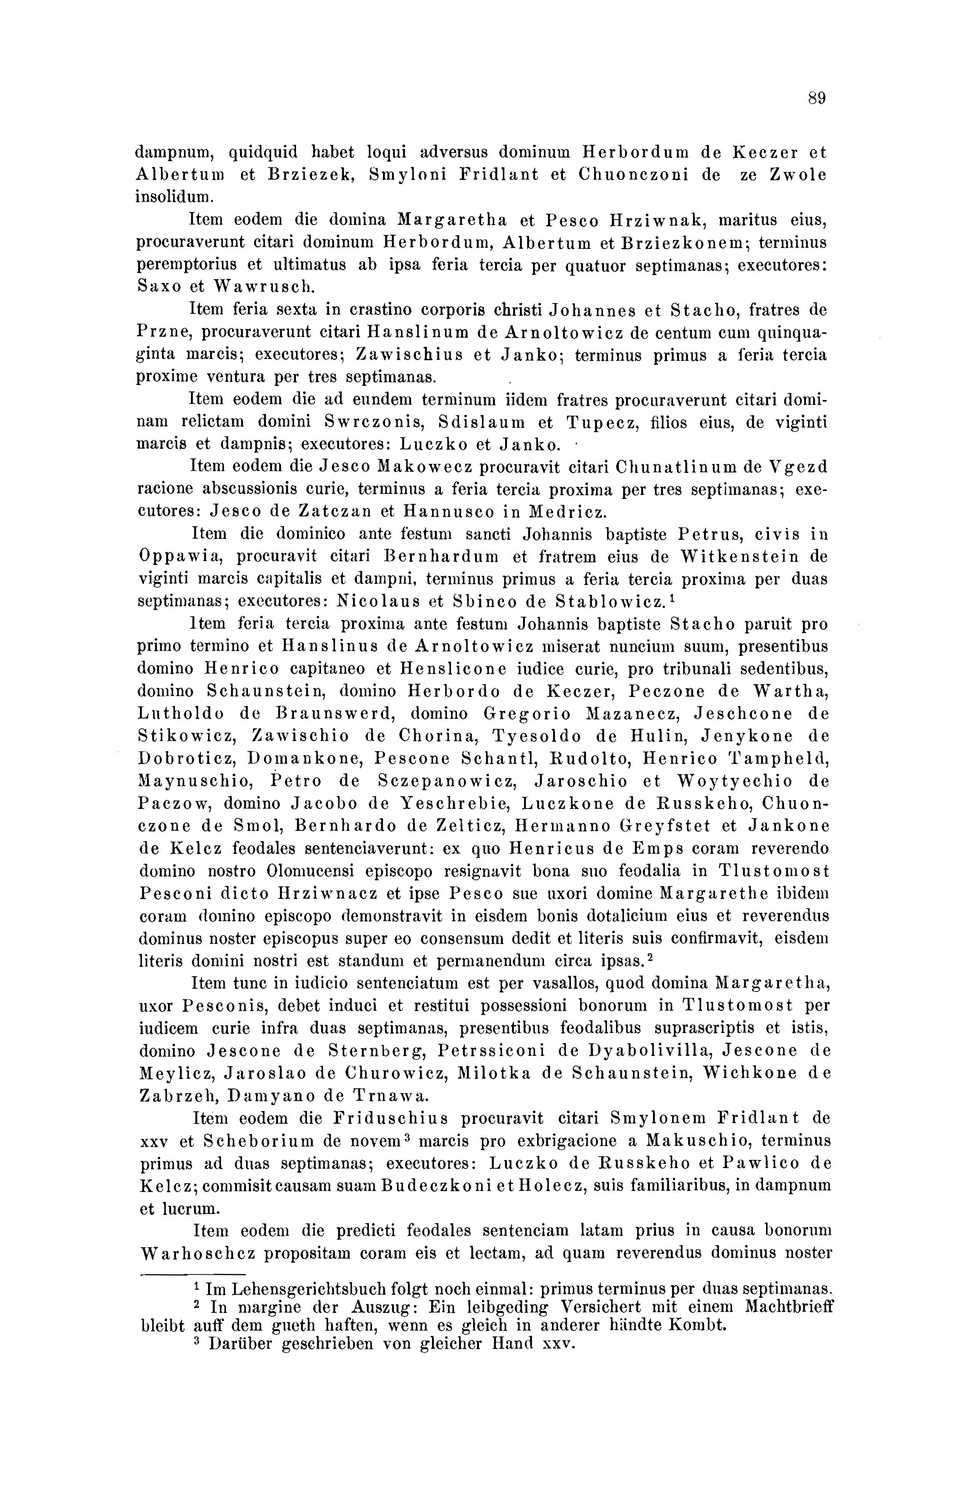 89
dampnum, quidquid habet loqui adversus dominum Herbordum de Keczer et
Albertum et Brziezek, Smyloni Fridlant et Chuonczoni de ze Zwole
insolidum.
Item eodem die domina Margaretha et Pesco Hrziwnak, maritus eius,
procuraverunt citari dominum Herbordum, Albertum et Brziezkonem; terminus
peremptorius et ultimatus ab ipsa feria tercia per quatuor septimanas; executores:
Saxo et Wawrusch.
Item feria sexta in crastino corporis christi Johannes et Stacho, fratres de
Przne, procuraverunt citari Hanslinum de Arnoltowicz de centum cum quinqua-
ginta marcis; executores; Zawischius et Janko; terminus primus a feria tercia
proxime ventura per tres septimanas.
Item eodem die ad eundem terminum iidem fratres procuraverunt citari domi-
nam relictam domini Swrczonis, Sdislaum et Tupecz, filios eius, de viginti
marcis et dampnis; executores: Luczko et Janko.
Item eodem die Jesco Makowecz procuravit citari Chunatlinum de Vgezd
racione abscussionis curie, terminus a feria tercia proxima per tres septimanas; exe-
cutores: Jesco de Zatczan et Hannusco in Medricz.
Item die dominico ante festum sancti Johannis baptiste Petrus, civis in
Oppawia, procuravit citari Bernhardum et fratrem eius de Witkenstein de
viginti marcis capitalis et dampni, terminus primus a feria tercia proxima per duas
septimanas; executores: Nicolaus et Sbinco de Stablowicz.¹
Item feria tercia proxima ante festum Johannis baptiste Stacho paruit pro
primo termino et Hanslinus de Arnoltowicz miserat nuncium suum, presentibus
domino Henrico capitaneo et Henslicone iudice curie, pro tribunali sedentibus,
domino Schaunstein, domino Herbordo de Keczer, Peczone de Wartha,
Lutholdo de Braunswerd, domino Gregorio Mazanecz, Jeschcone de
Stikowicz, Zawischio de Chorina, Tyesoldo de Hulin, Jenykone de
Dobroticz, Domankone, Pescone Schantl, Rudolto, Henrico Tampheld,
Maynuschio, Petro de Sczepanowicz, Jaroschio et Woytyechio de
Paczow, domino Jacobo de Yeschrebie, Luczkone de Russkeho, Chuon-
czone de Smol, Bernhardo de Zelticz, Hermanno Greyfstet et Jankone
de Kelcz feodales sentenciaverunt: ex quo Henricus de Emps coram reverendo
domino nostro Olomucensi episcopo resignavit bona suo feodalia in Tlustomost
Pesconi dicto Hrziwnacz et ipse Pesco sue uxori domine Margarethe ibidem
coram domino episcopo demonstravit in eisdem bonis dotalicium eius et reverendus
dominus noster episcopus super eo consensum dedit et literis suis confirmavit, eisdem
literis domini nostri est standum et permanendum circa ipsas.²
Item tunc in iudicio sentenciatum est per vasallos, quod domina Margaretha,
uxor Pesconis, debet induci et restitui possessioni bonorum in Tlustomost per
iudicem curie infra duas septimanas, presentibus feodalibus suprascriptis et istis,
domino Jescone de Sternberg, Petrssiconi de Dyabolivilla, Jescone de
Meylicz, Jaroslao de Churowicz, Milotka de Schaunstein, Wichkone de
Zabrzeh, Damyano de Trnawa.
Item eodem die Friduschius procuravit citari Smylonem Fridlant de
xxv et Scheborium de novem³ marcis pro exbrigacione a Makuschio, terminus
primus ad duas septimanas; executores: Luczko de Russkeho et Pawlico de
Kelcz; commisit causam suam Budeczkoni et Holecz, suis familiaribus, in dampnum
et lucrum.
Item eodem die predicti feodales sentenciam latam prius in causa bonorum
Warhoschcz propositam coram eis et lectam, ad quam reverendus dominus noster
¹ Im Lehensgerichtsbuch folgt noch einmal: primus terminus per duas septimanas.
² In margine der Auszug: Ein leibgeding Versichert mit einem Machtbrieff
bleibt auff dem gueth haften, wenn es gleich in anderer händte Kombt.
³ Darüber geschrieben von gleicher Hand xxv.